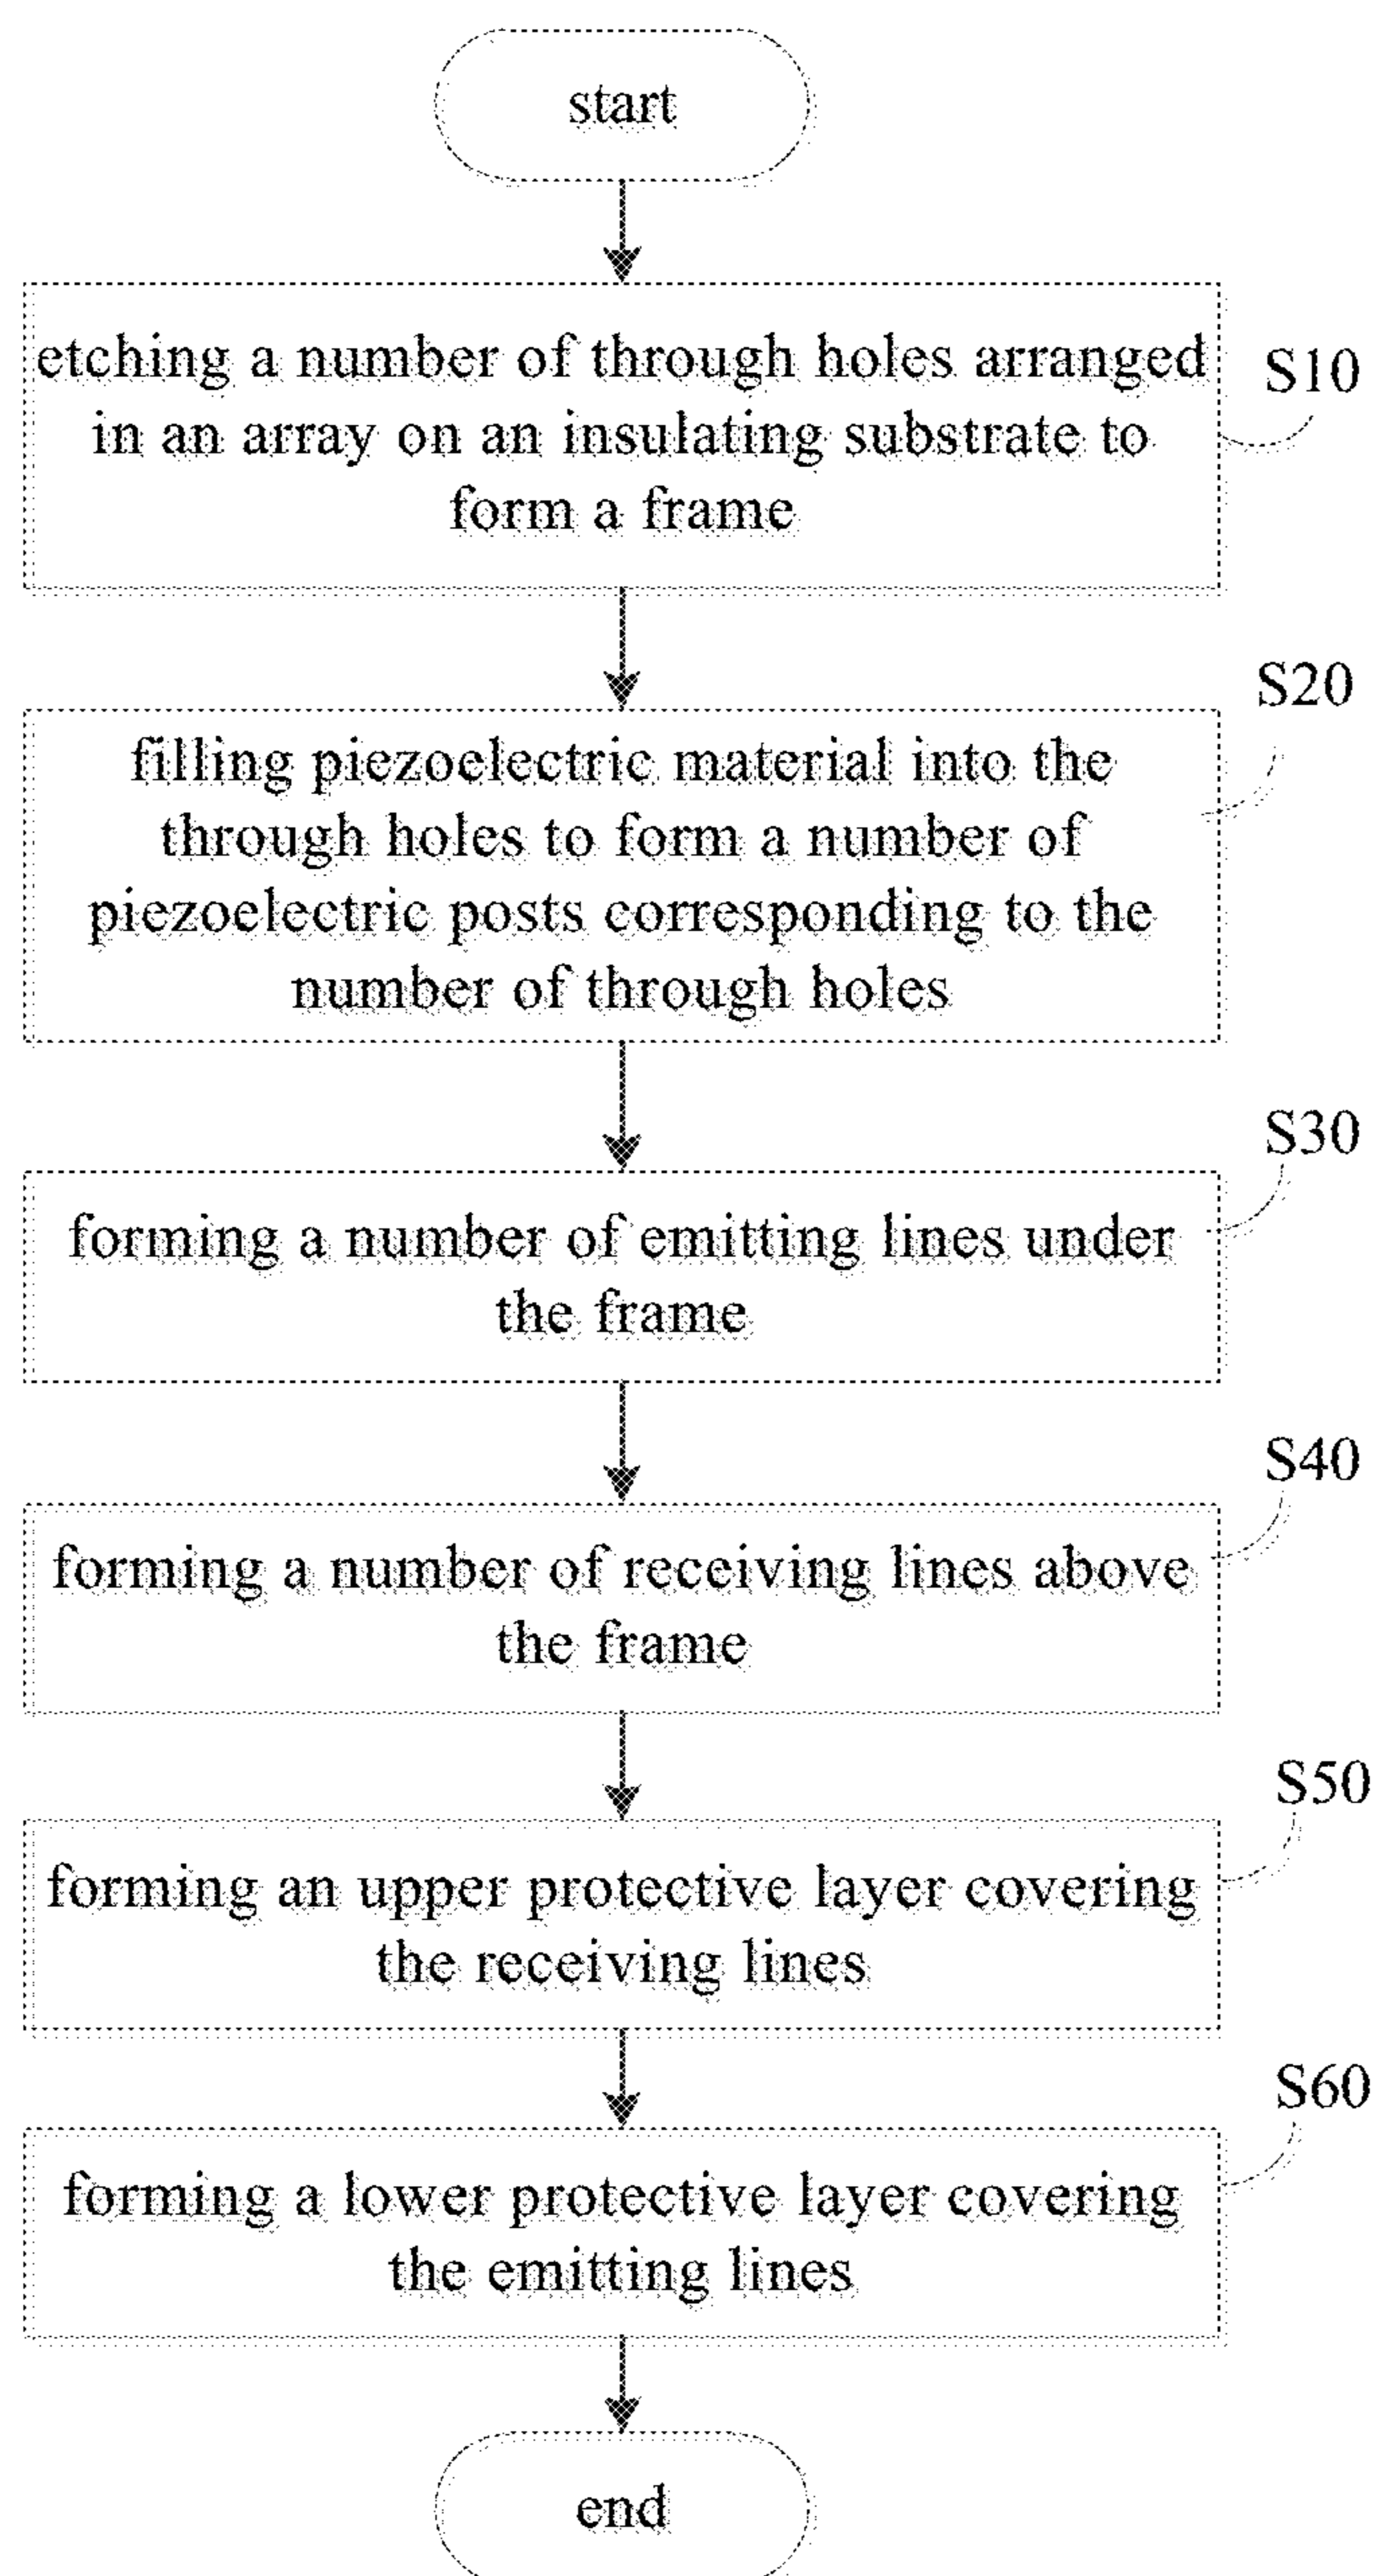 start
etching a number of through holes arranged
in an array on an insulating substrate to
form a frame
S10
filling piezoelectric material into the
through holes to form a number of
piezoelectric posts corresponding to the
number of through holes
S20
forming a number of emitting lines under
the frame
S30
forming a number of receiving lines above
the frame
S40
forming an upper protective layer covering
the receiving lines
S50
forming a lower protective layer covering
the emitting lines
S60
end